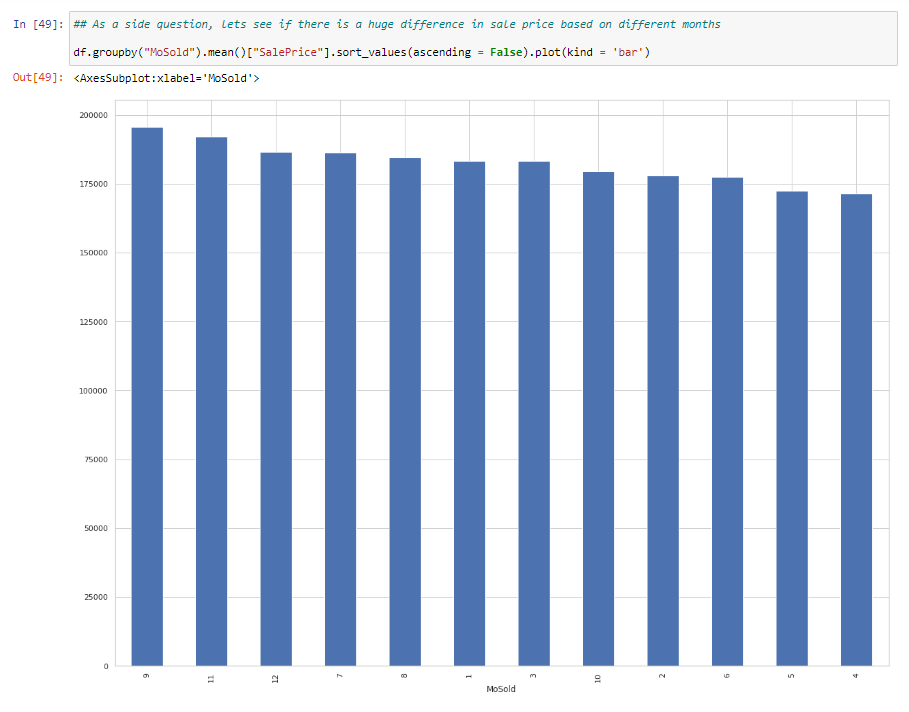 In [49]: ## As a side question, Lets see if there is a huge difference in sale price based on different months
df.groupby("MoSold").mean()["SalePrice"].sort_values(ascending = False).plot(kind = 'bar')
Out[49]: <AxesSubplot:xlabel='MoSold'>
200000
175000
150000
125000
100000
75000
50000
25000
0
9 11 12 7 8 1 3 10 2 6 5 4
MoSold